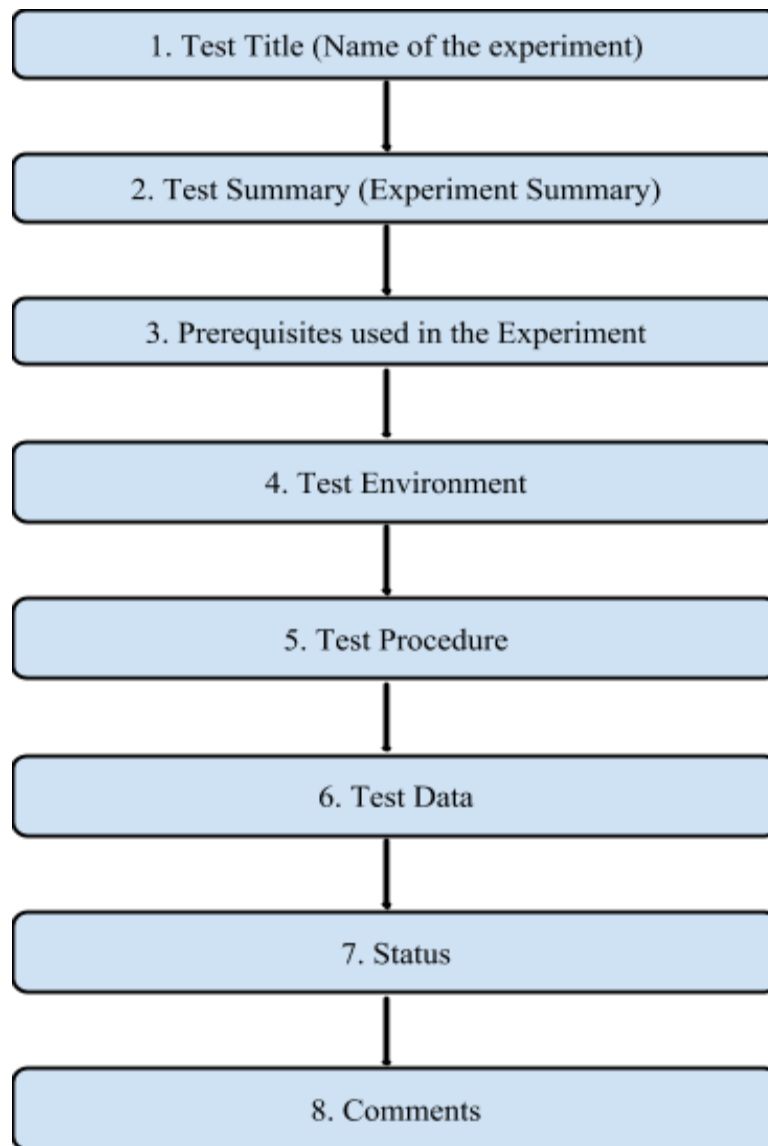 1. Test Title (Name of the experiment)
2. Test Summary (Experiment Summary)
3. Prerequisites used in the Experiment
4. Test Environment
5. Test Procedure
6. Test Data
7. Status
8. Comments